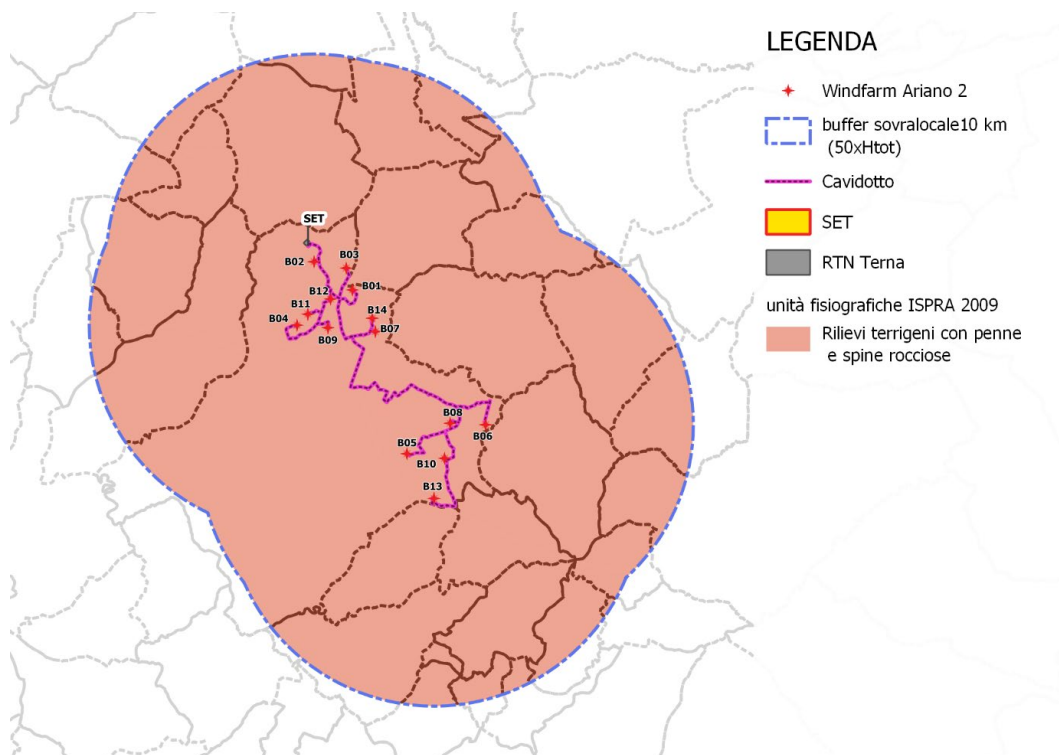 LEGENDA
Windfarm Ariano 2
buffer sovralocale10 km
(50xHtot)
Cavidotto
SET
RTN Terna
unità fisiografiche ISPRA 2009
Rilievi terrigeni con penne
e spine rocciose
SET
B02
B03
B01
B12
B11
B14
B04
B09
B07
B08
B06
B05
B10
B13